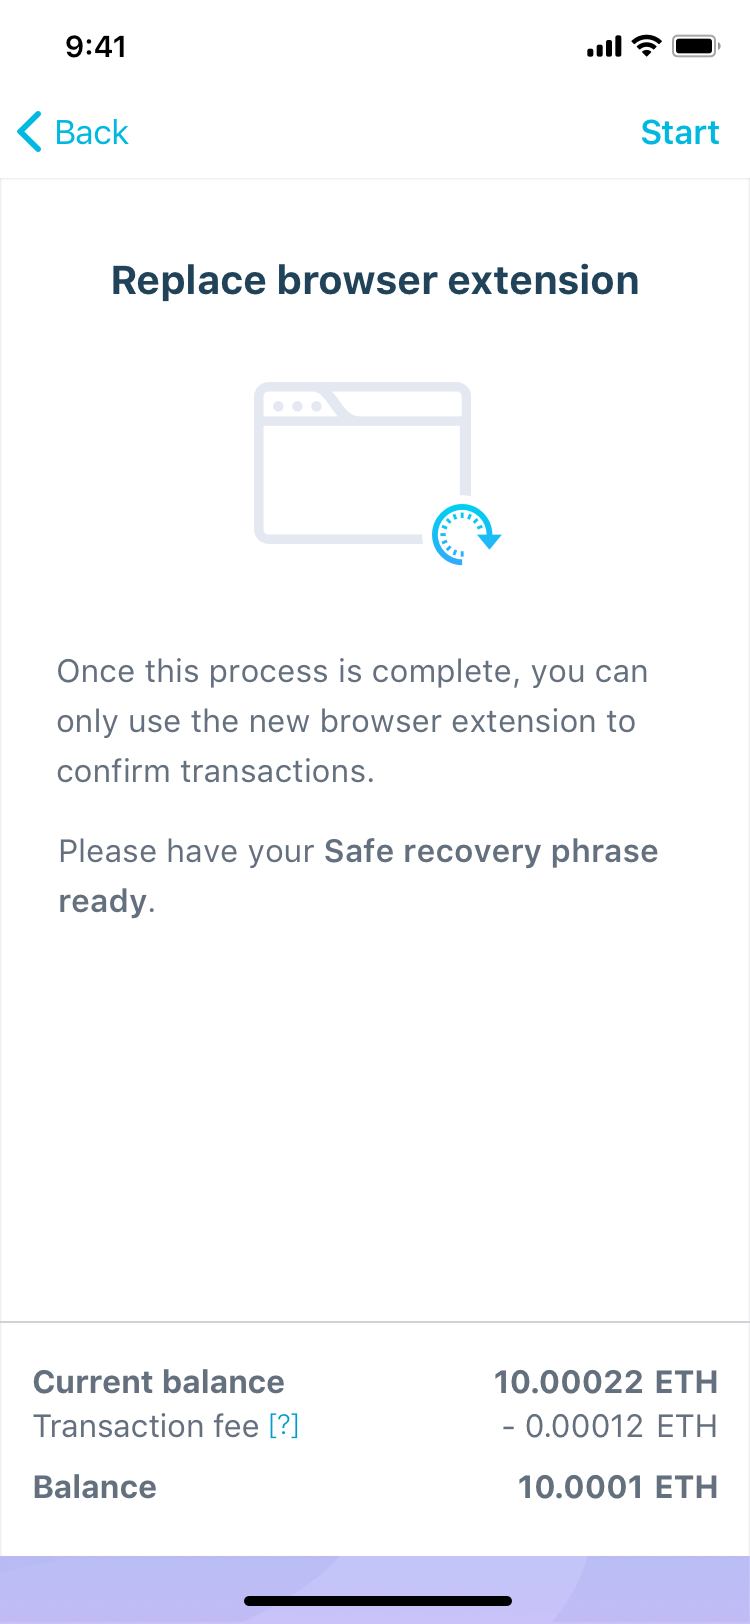 9:41
Back
Start
Replace browser extension
Once this process is complete, you can
only use the new browser extension to
confirm transactions.
Please have your Safe recovery phrase
ready.
Current balance 10.00022 ETH
Transaction fee [?] - 0.00012 ETH
Balance 10.0001 ETH